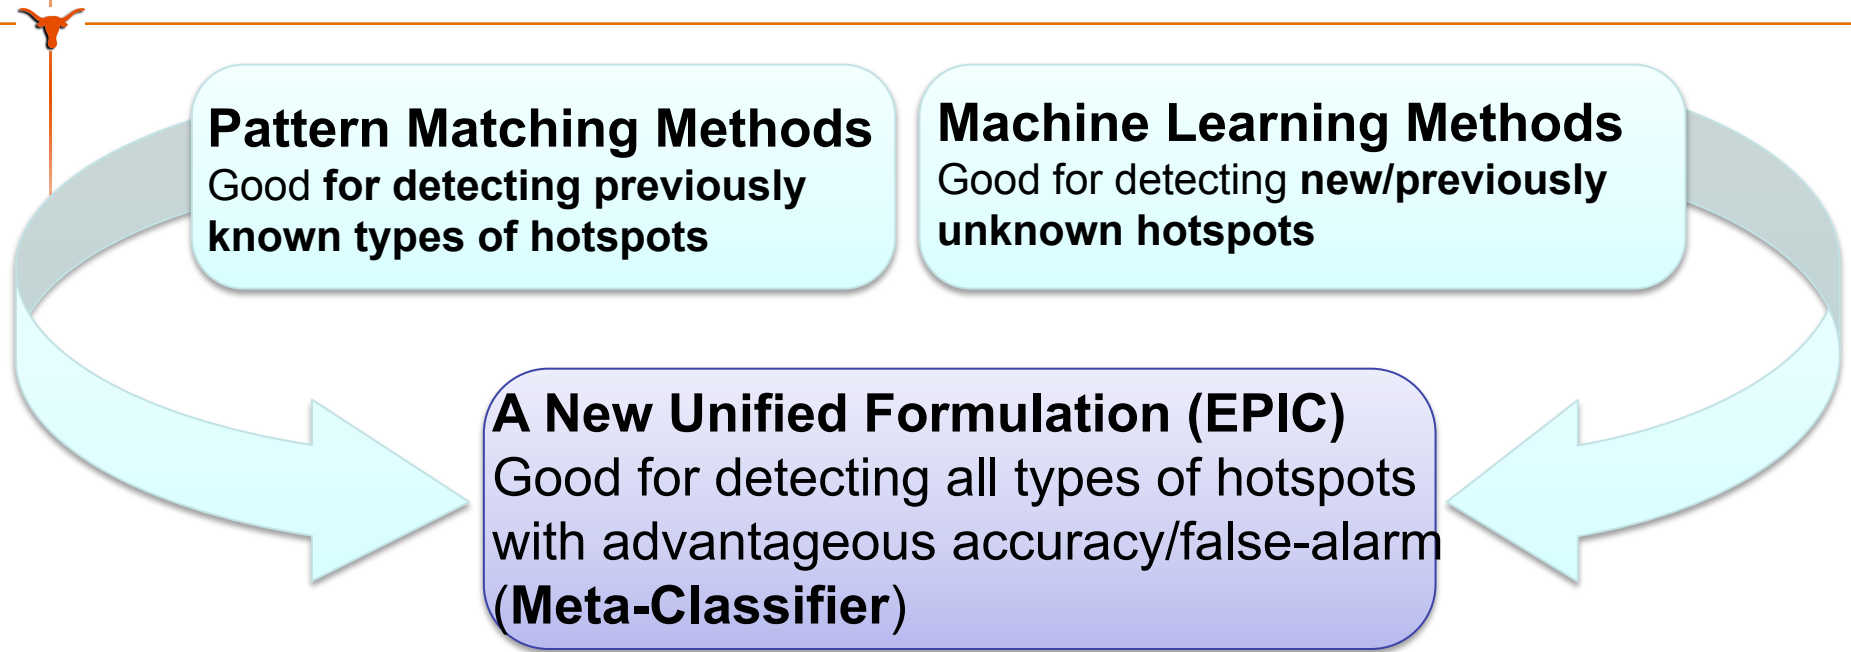 Pattern Matching Methods
Good for detecting previously
known types of hotspots
Machine Learning Methods
Good for detecting new/previously
unknown hotspots
A New Unified Formulation (EPIC)
Good for detecting all types of hotspots
with advantageous accuracy/false-alarm
(Meta-Classifier)